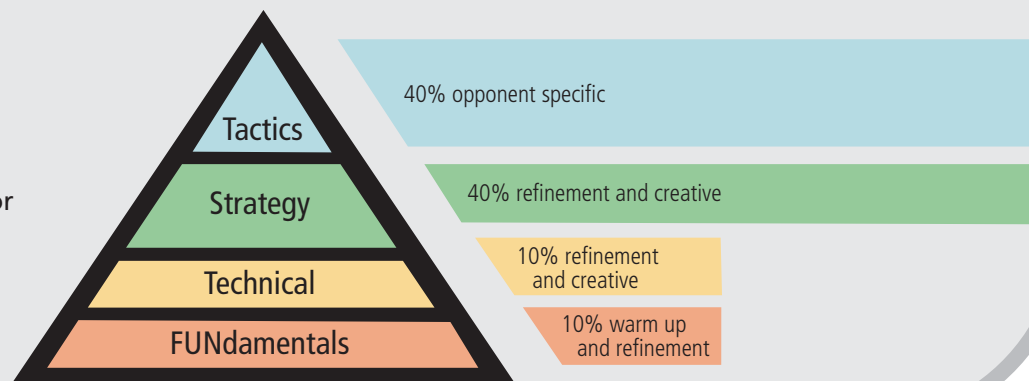 Tactics
40% opponent specific
Strategy
40% refinement and creative
Technical
10% refinement
and creative
FUNdamentals
10% warm up
and refinement